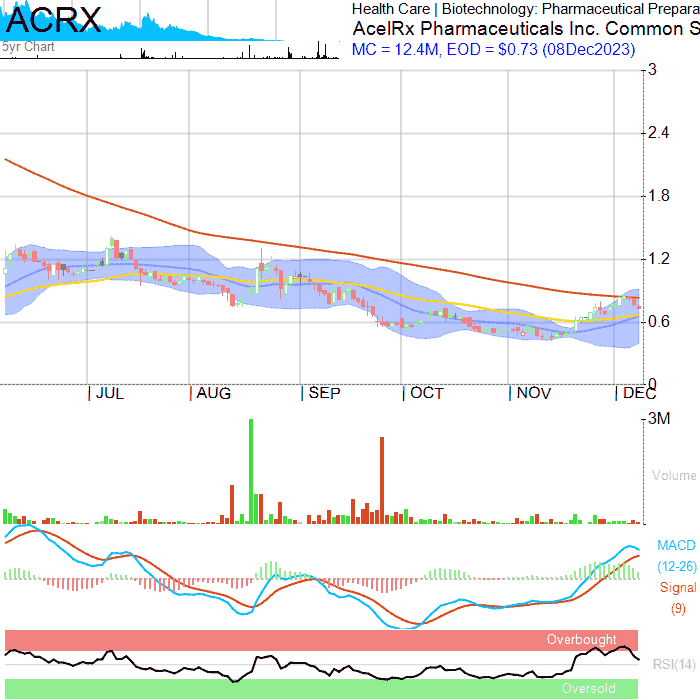 ACRX
5yr Chart
Health Care | Biotechnology: Pharmaceutical Prepara
AcelRx Pharmaceuticals Inc. Common S
MC = 12.4M, EOD = $0.73 (08Dec2023)
3
2.4
1.8
1.2
0.6
0
| JUL | AUG | SEP | OCT | NOV | DEC
3M
Volume
MACD
(12-26)
Signal
(9)
Overbought
RSI(14)
Oversold